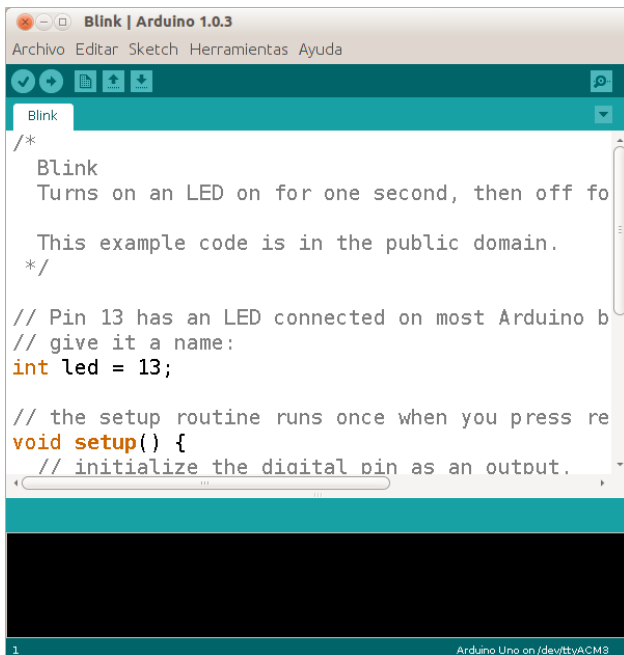 Blink | Arduino 1.0.3
Archivo Editar Sketch Herramientas Ayuda
Blink
/*
  Blink
  Turns on an LED on for one second, then off fo
  This example code is in the public domain.
 */
// Pin 13 has an LED connected on most Arduino b
// give it a name:
int led = 13;
// the setup routine runs once when you press re
void setup() {
  // initialize the digital pin as an output.
1
Arduino Uno on /dev/ttyACM3